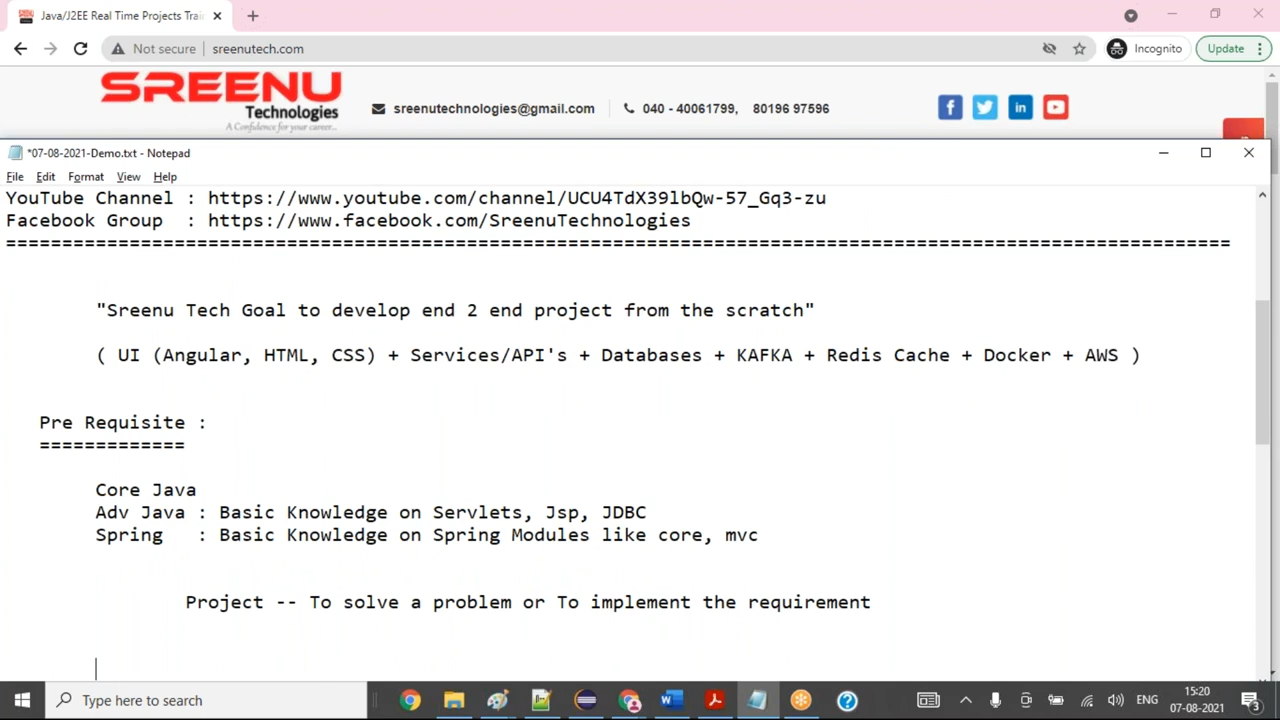 Java/J2EE Real Time Projects Trai
Not secure
sreenutech.com
Incognito
Update
SREENU
Technologies
A Confidence for your career...
sreenutechnologies@gmail.com
040 - 40061799, 80196 97596
*07-08-2021-Demo.txt - Notepad
File Edit Format View Help
YouTube Channel : https://www.youtube.com/channel/UCU4TdX39lbQw-57_Gq3-zu
Facebook Group : https://www.facebook.com/SreenuTechnologies
=============================================================================================================
"Sreenu Tech Goal to develop end 2 end project from the scratch"
( UI (Angular, HTML, CSS) + Services/API's + Databases + KAFKA + Redis Cache + Docker + AWS )
Pre Requisite :
=============
Core Java
Adv Java : Basic Knowledge on Servlets, Jsp, JDBC
Spring : Basic Knowledge on Spring Modules like core, mvc
Project -- To solve a problem or To implement the requirement
Type here to search
ENG
15:20
07-08-2021
3